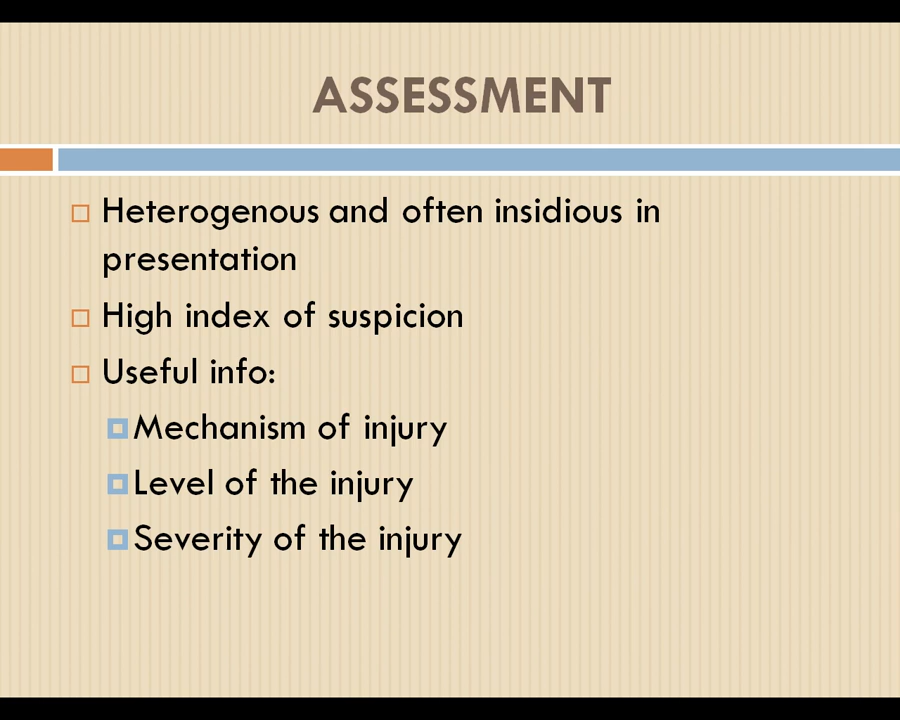 ASSESSMENT
Heterogenous and often insidious in
presentation
High index of suspicion
Useful info:
Mechanism of injury
Level of the injury
Severity of the injury